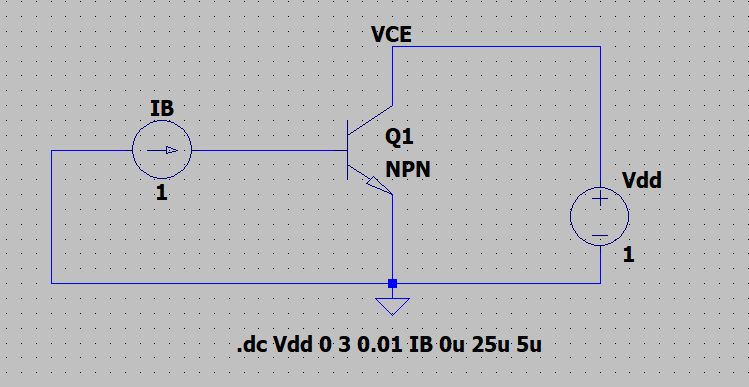 VCE
IB
Q1
NPN
1
Vdd
1
.dc Vdd 0 3 0.01 IB 0u 25u 5u